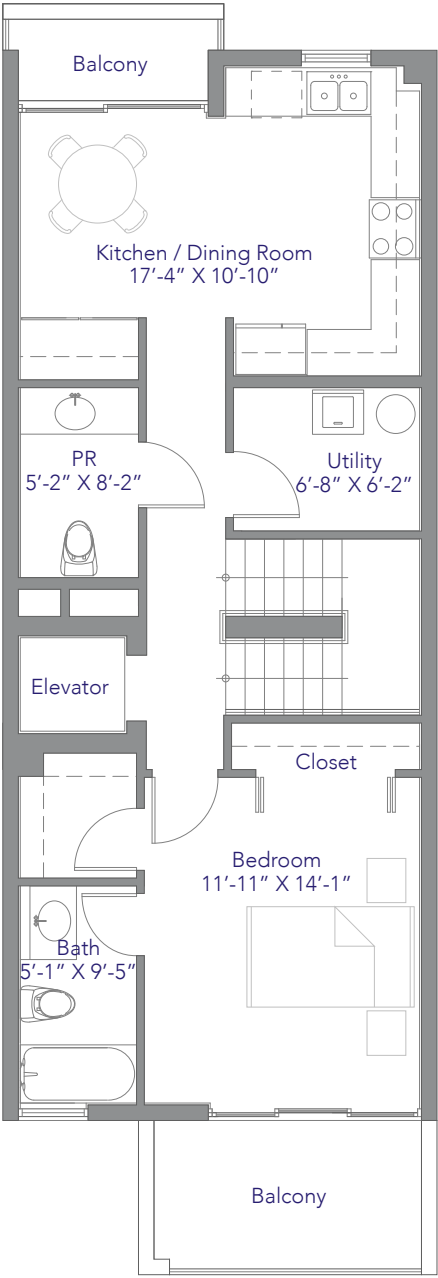 Balcony
Kitchen / Dining Room
17’-4” X 10’-10”
PR
5’-2” X 8’-2”
Utility
6’-8” X 6’-2”
Elevator
Closet
Bedroom
11’-11” X 14’-1”
Bath
5’-1” X 9’-5”
Balcony